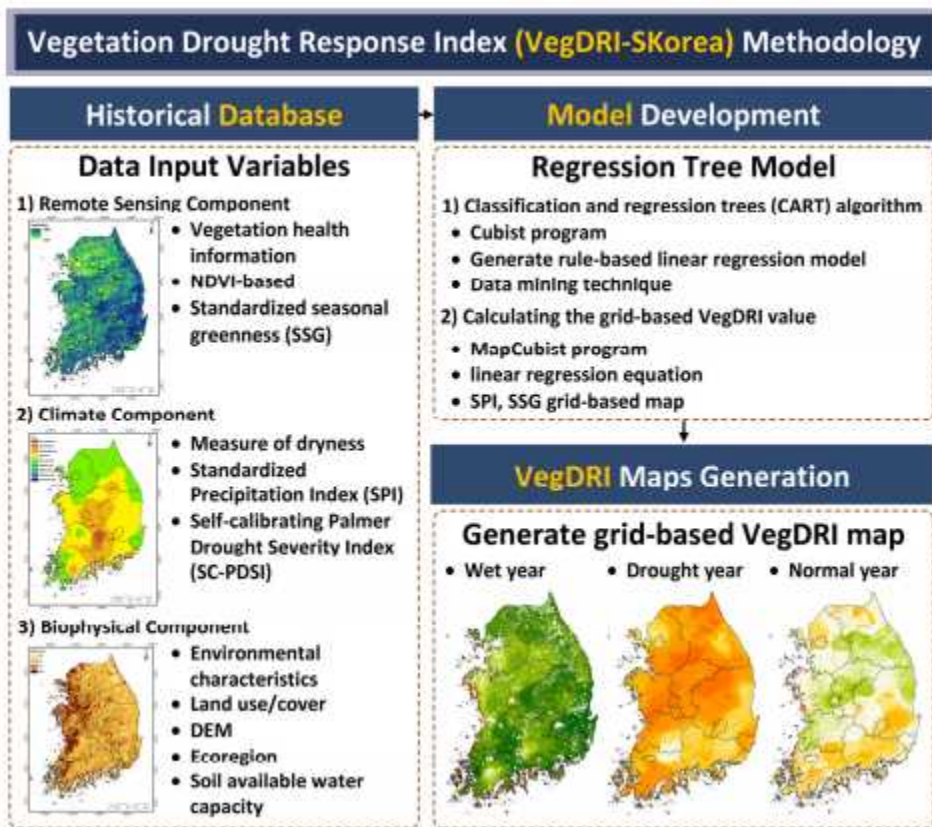 Vegetation Drought Response Index (VegDRI-SKorea) Methodology
Historical Database
Data Input Variables
1) Remote Sensing Component
• Vegetation health
information
• NDVI-based
• Standardized seasonal
greenness (SSG)
2) Climate Component
• Measure of dryness
• Standardized
Precipitation Index (SPI)
• Self-calibrating Palmer
Drought Severity Index
(SC-PDSI)
3) Biophysical Component
• Environmental
characteristics
• Land use/cover
• DEM
• Ecoregion
• Soil available water
capacity
Model Development
Regression Tree Model
1) Classification and regression trees (CART) algorithm
• Cubist program
• Generate rule-based linear regression model
• Data mining technique
2) Calculating the grid-based VegDRI value
• MapCubist program
• linear regression equation
• SPI, SSG grid-based map
VegDRI Maps Generation
Generate grid-based VegDRI map
• Wet year • Drought year • Normal year